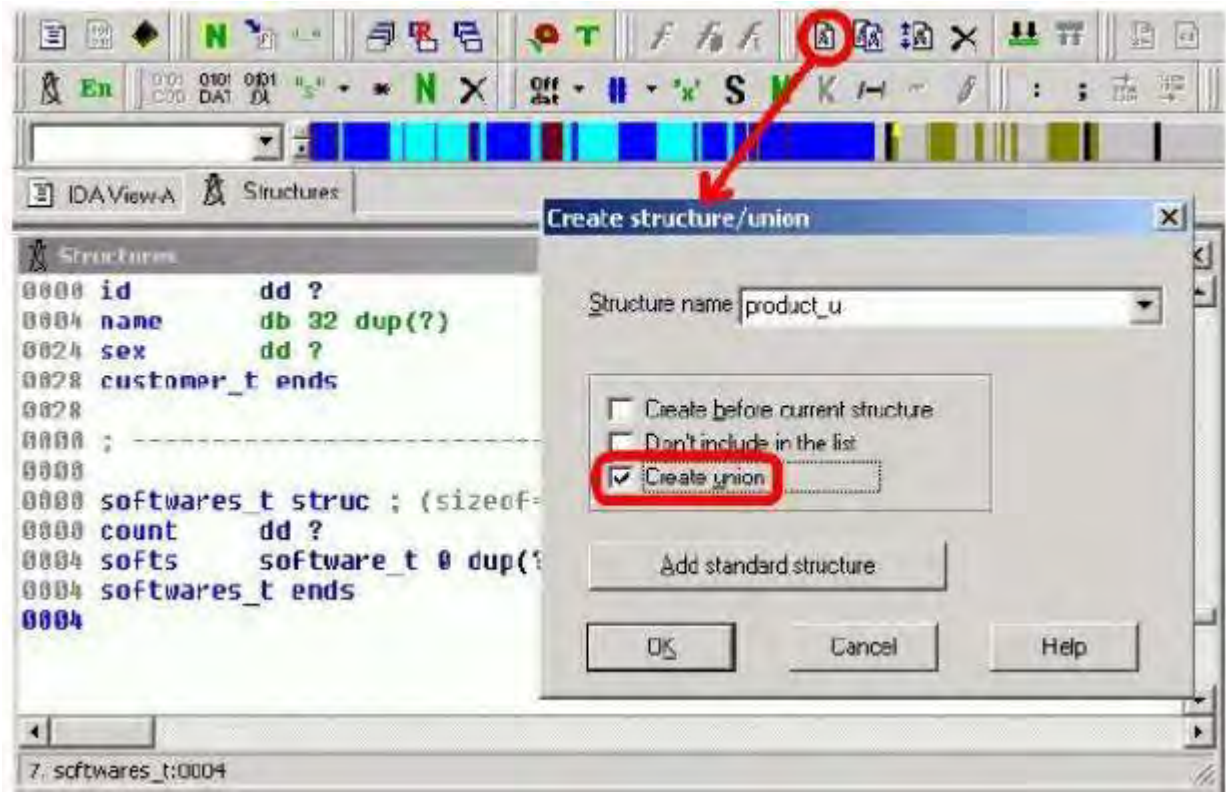 N
T
En
0101 DAT
"s"
N
Off
'x' S M K
: ;
IDA View-A Structures
Create structure/union
Structures
0000 id dd ?
0004 name db 32 dup(?)
0024 sex dd ?
0028 customer_t ends
0028
0000 ; ---------------------------
0000
0000 softwares_t struc ; (sizeof=
0000 count dd ?
0004 softs software_t 0 dup(?
0004 softwares_t ends
0004
Structure name product_u
Create before current structure
Don't include in the list
Create union
Add standard structure
OK Cancel Help
7. softwares_t:0004